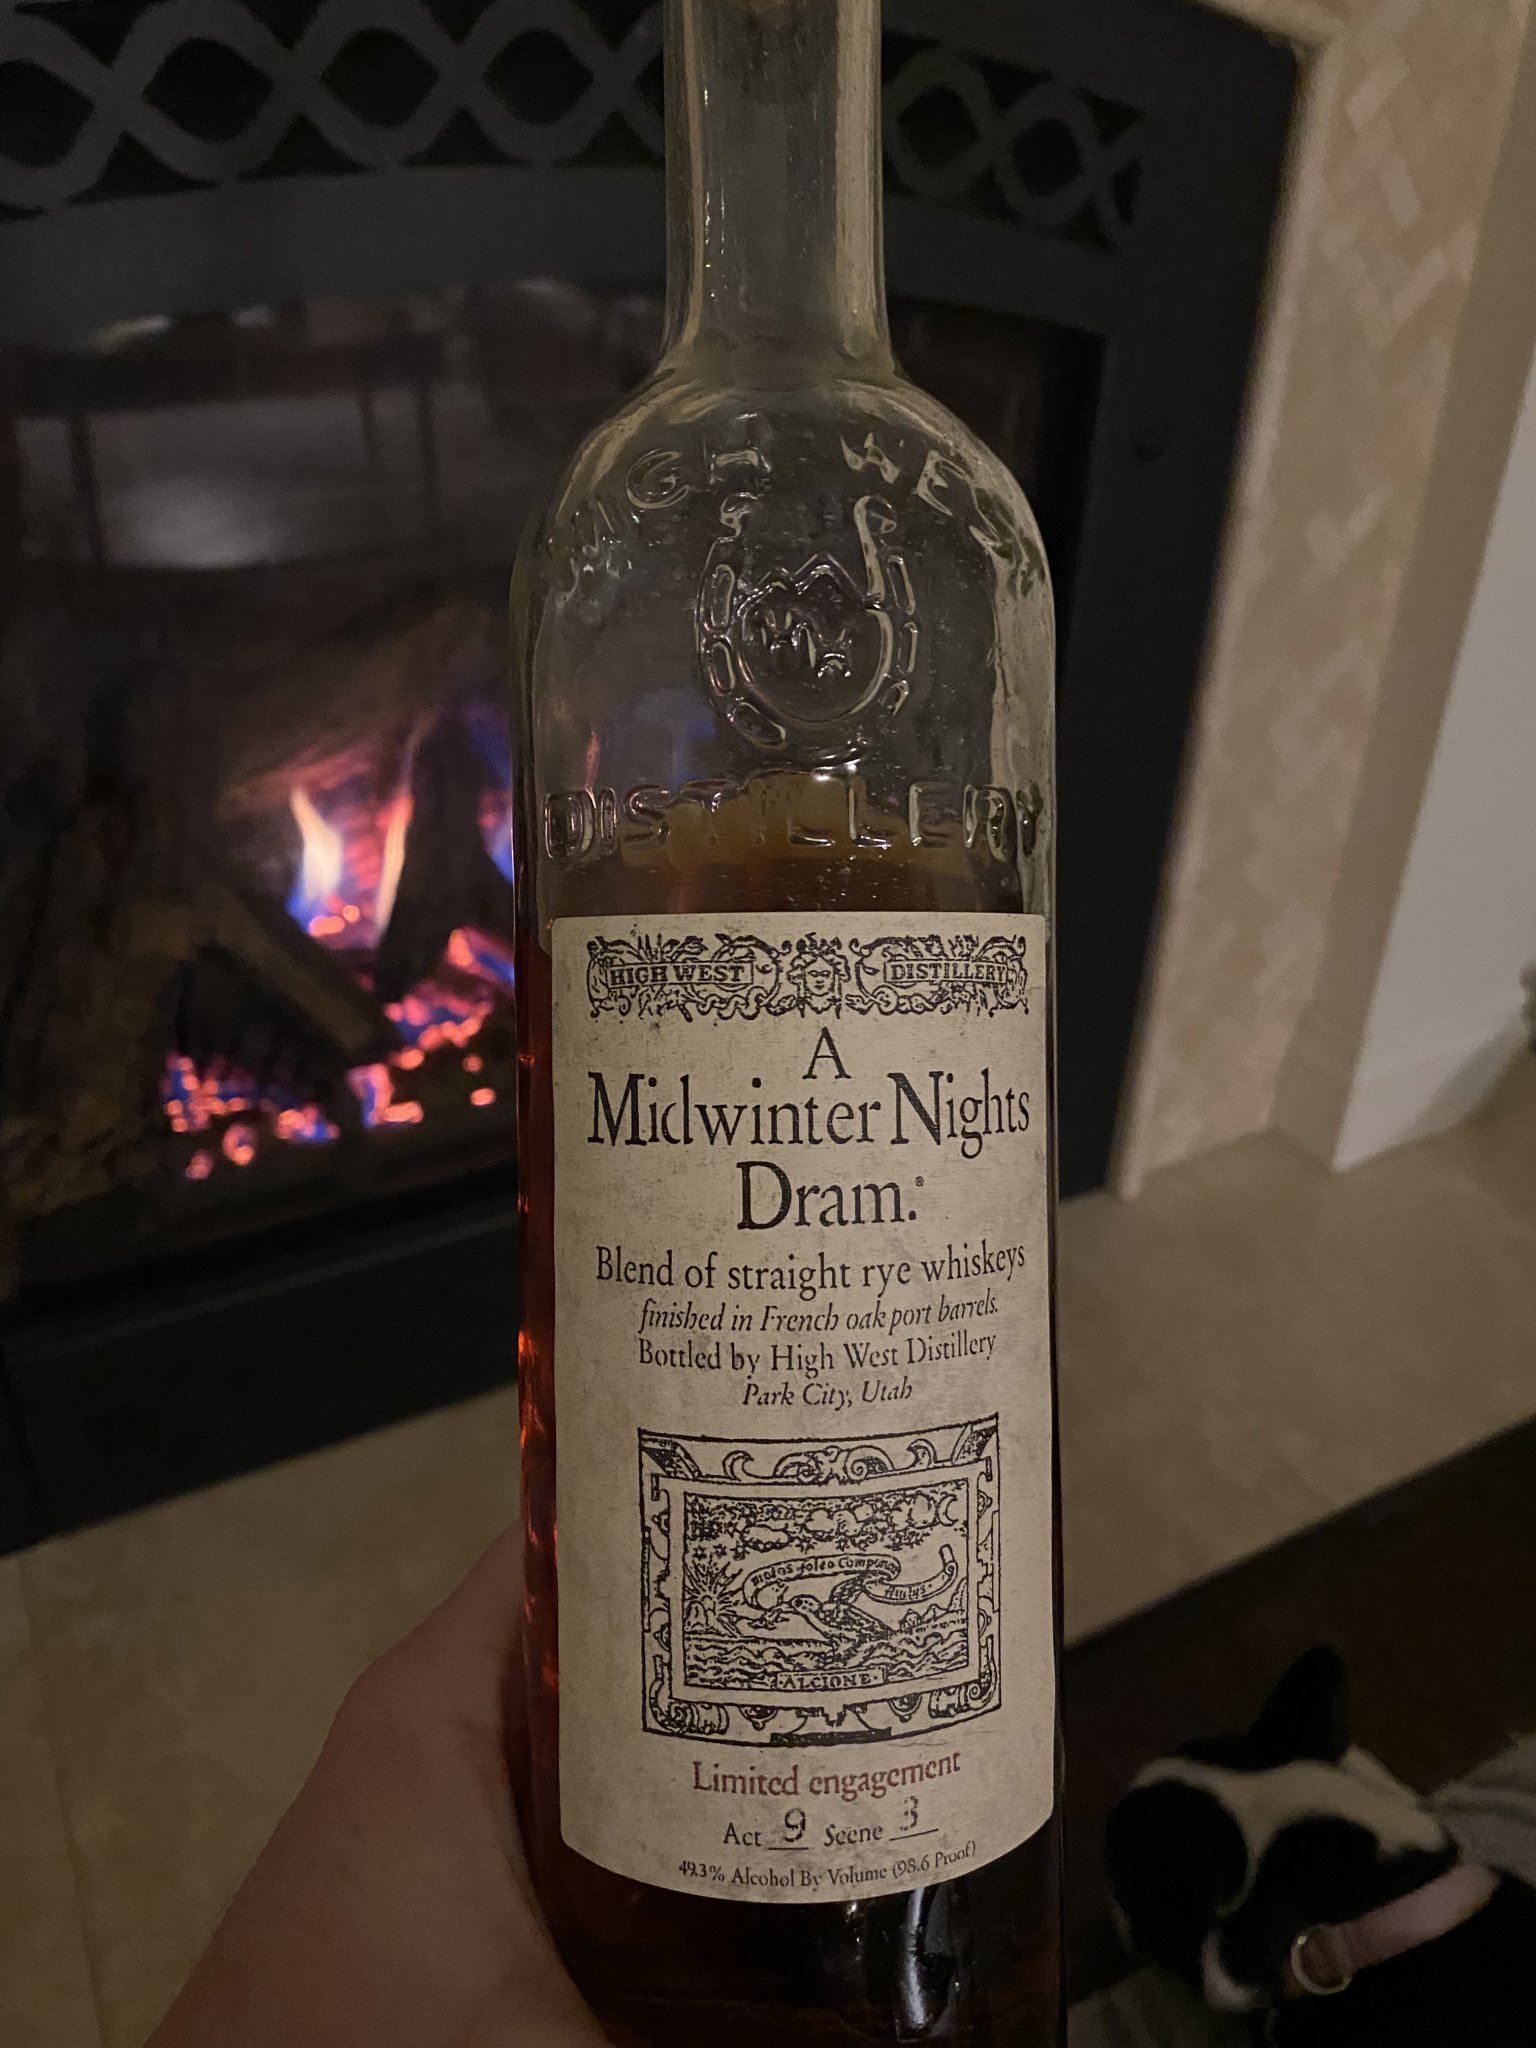 HIGH WEST
DISTILLERY
HIGH WEST DISTILLERY
A
Midwinter Nights
Dram:®
Blend of straight rye whiskeys
finished in French oak port barrels.
Bottled by High West Distillery
Park City, Utah
ALCIONE
Limited engagement
Act 9 Scene 3
49.3% Alcohol By Volume (98.6 Proof)